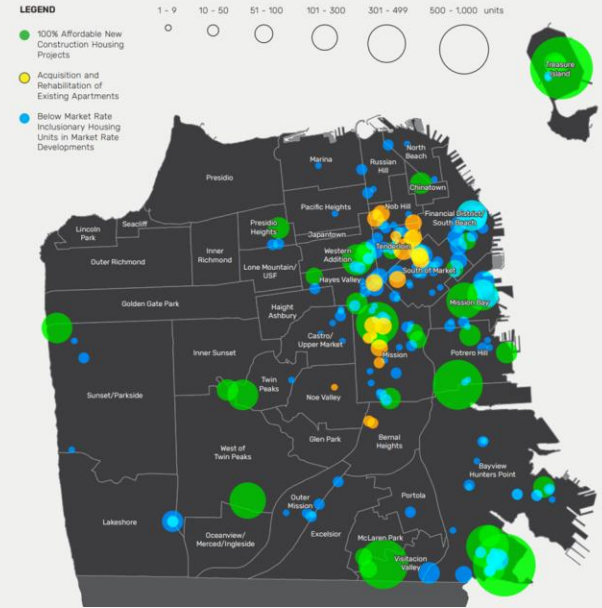 LEGEND
1 - 9
10 - 50
51 - 100
101 - 300
301 - 499
500 - 1,000 units
100% Affordable New
Construction Housing
Projects
Acquisition and
Rehabilitation of
Existing Apartments
Below Market Rate
Inclusionary Housing
Units in Market Rate
Developments
Treasure
Island
North
Beach
Marina
Russian
Hill
Presidio
Chinatown
Pacific Heights
Nob Hill
Financial District/
South Beach
Seacliff
Lincoln
Park
Presidio
Heights
Japantown
Tenderloin
Outer Richmond
Inner
Richmond
Western
Addition
Lone Mountain/
USF
South of Market
Hayes Valley
Golden Gate Park
Haight
Ashbury
Mission Bay
Castro/
Upper Market
Inner Sunset
Mission
Potrero Hill
Twin
Peaks
Sunset/Parkside
Noe Valley
Glen Park
Bernal
Heights
West of
Twin Peaks
Bayview
Hunters Point
Outer
Mission
Portola
Lakeshore
Oceanview/
Merced/Ingleside
Excelsior
McLaren Park
Visitacion
Valley